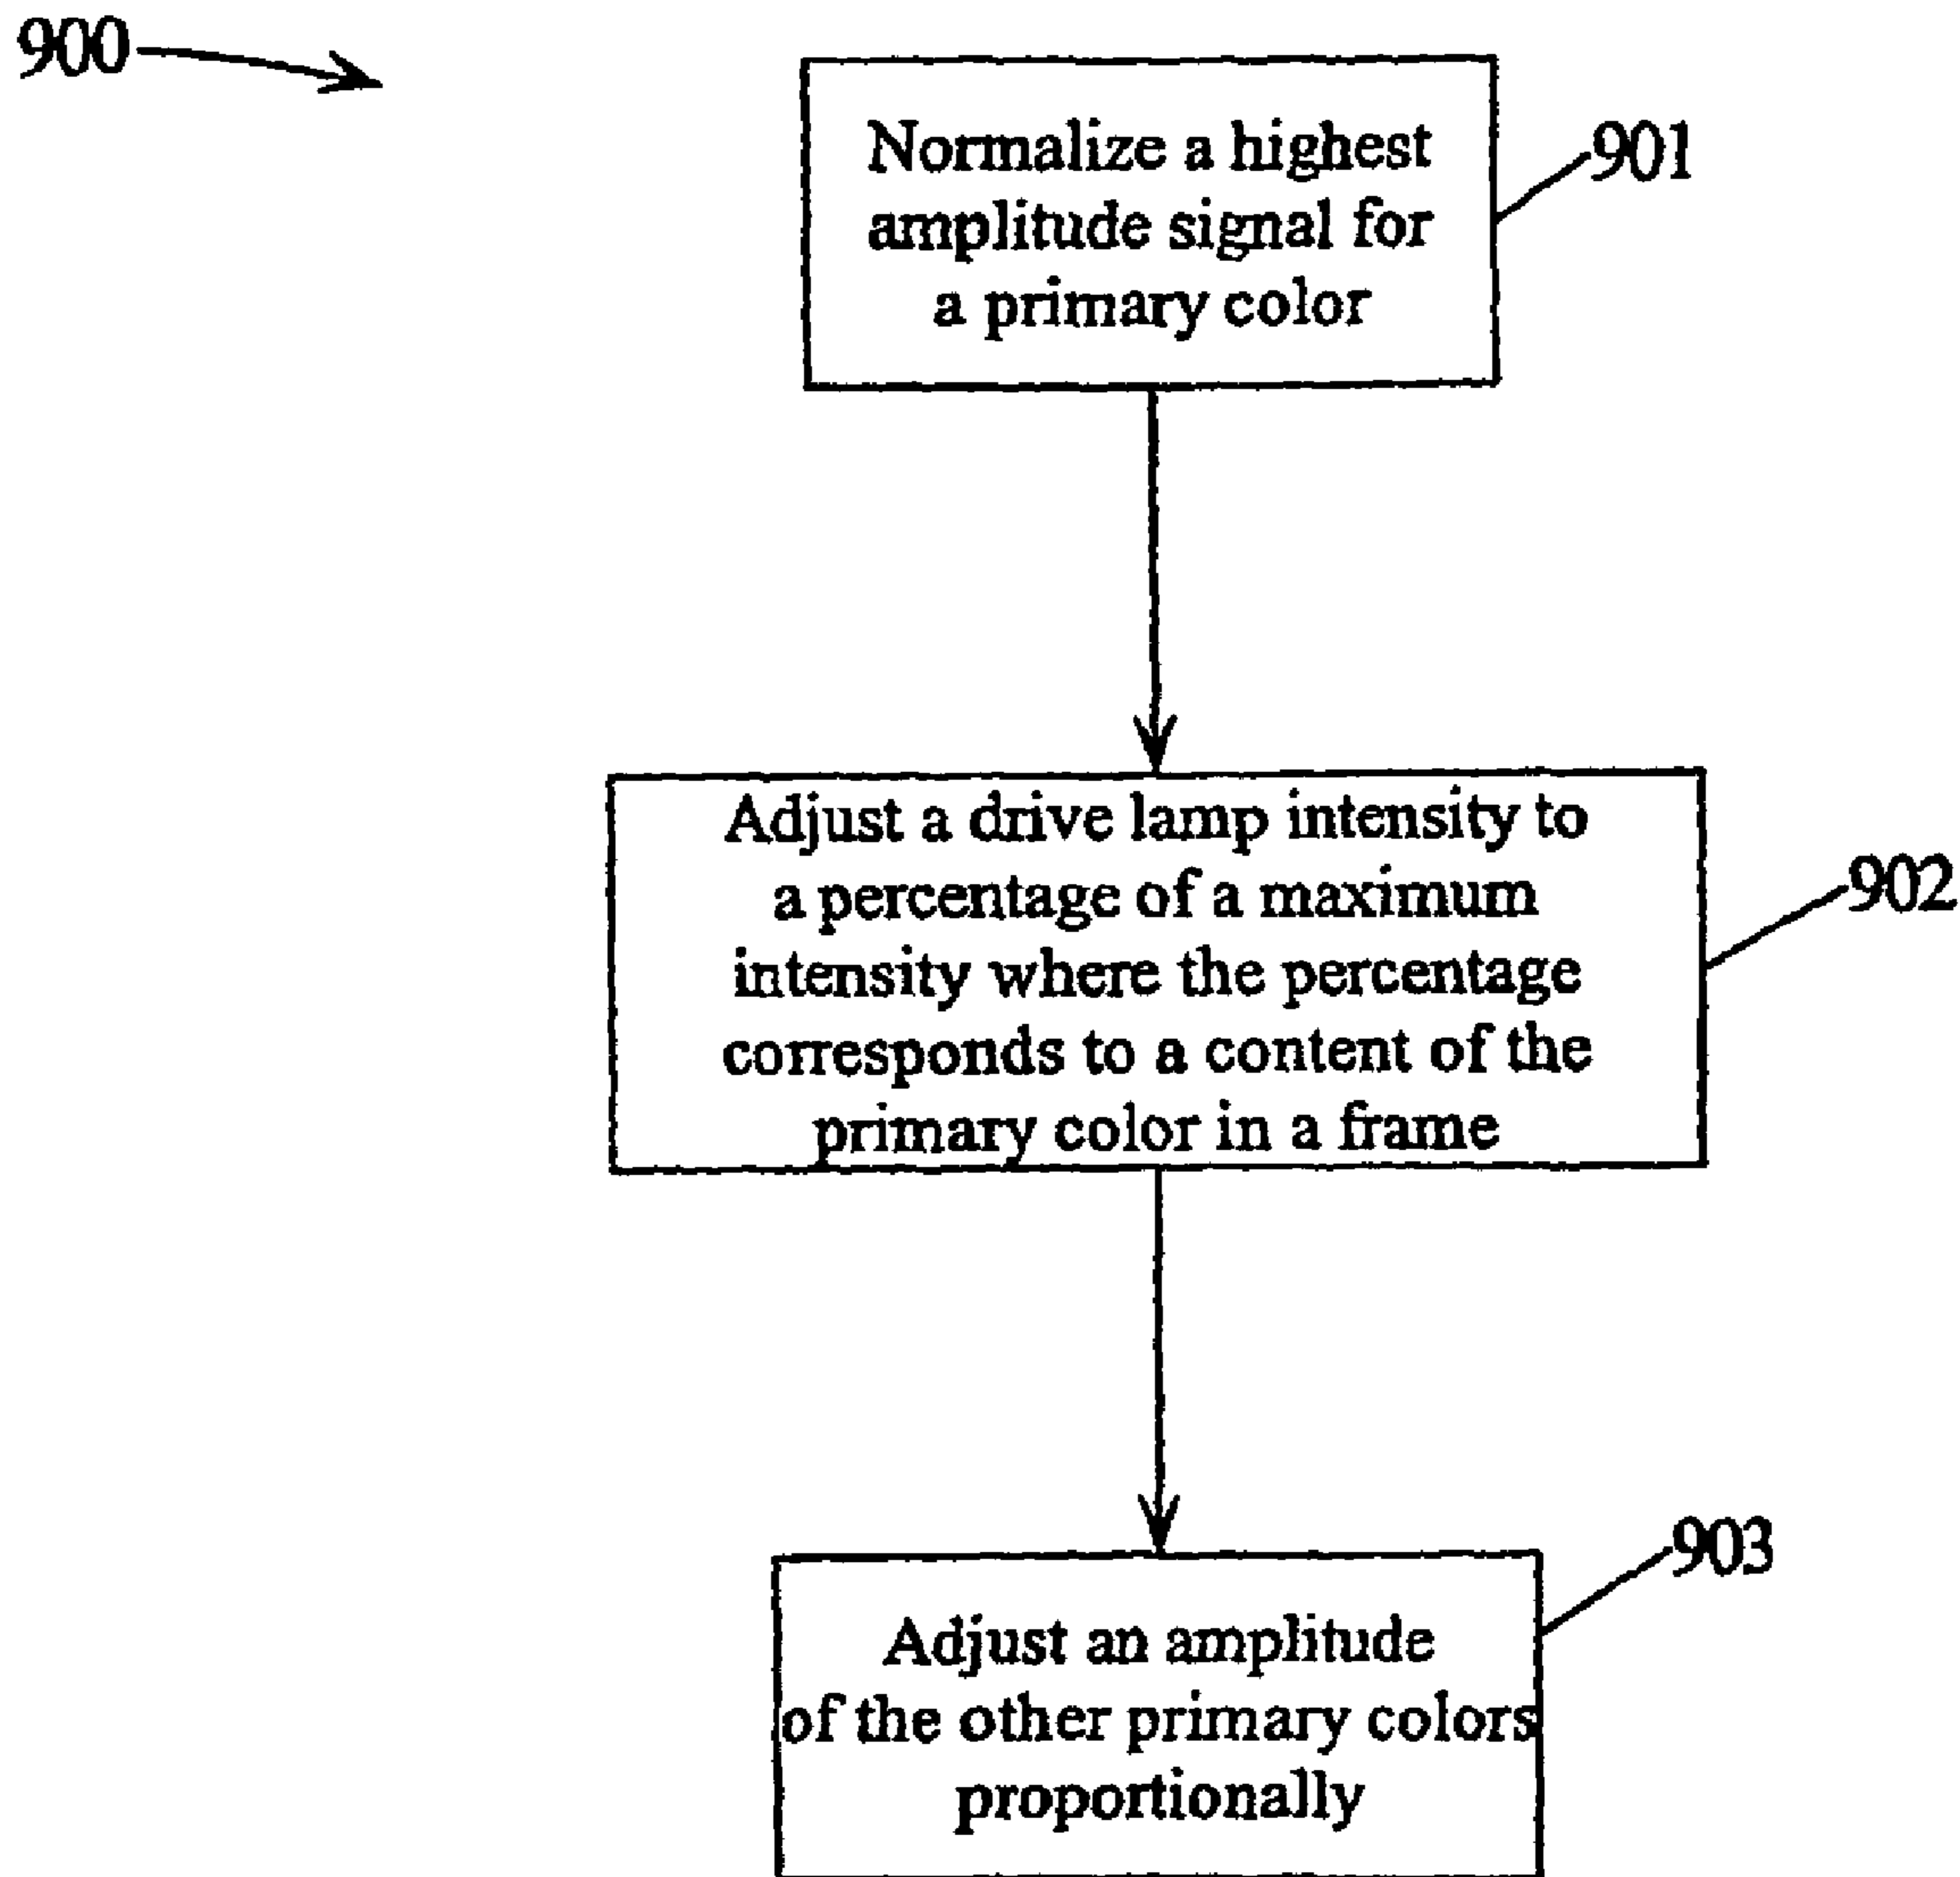 900
Normalize a highest
amplitude signal for
a primary color
901
Adjust a drive lamp intensity to
a percentage of a maximum
intensity where the percentage
corresponds to a content of the
primary color in a frame
902
Adjust an amplitude
of the other primary colors
proportionally
903